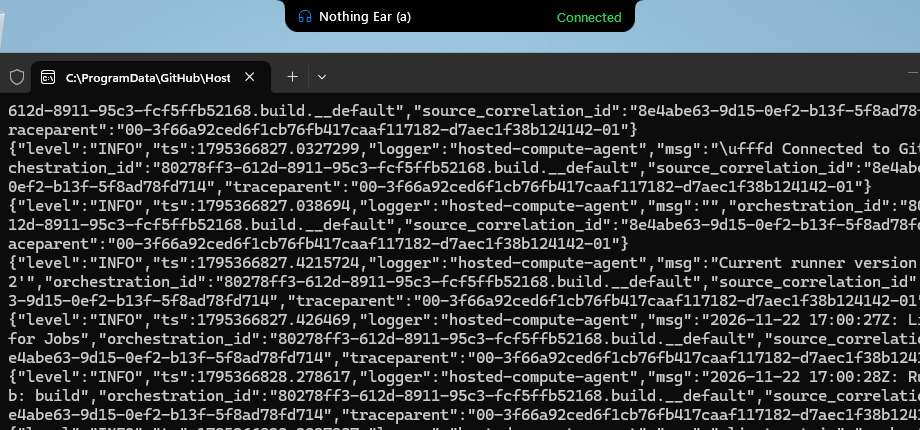 Nothing Ear (a)
Connected
C:\ProgramData\GitHub\Host
612d-8911-95c3-fcf5ffb52168.build.__default","source_correlation_id":"8e4abe63-9d15-0ef2-b13f-5f8ad78
raceparent":"00-3f66a92ced6f1cb76fb417caaf117182-d7aec1f38b124142-01"}
{"level":"INFO","ts":1795366827.0327299,"logger":"hosted-compute-agent","msg":"\ufffd Connected to Git
chestration_id":"80278ff3-612d-8911-95c3-fcf5ffb52168.build.__default","source_correlation_id":"8e4abe
0ef2-b13f-5f8ad78fd714","traceparent":"00-3f66a92ced6f1cb76fb417caaf117182-d7aec1f38b124142-01"}
{"level":"INFO","ts":1795366827.038694,"logger":"hosted-compute-agent","msg":"","orchestration_id":"80
12d-8911-95c3-fcf5ffb52168.build.__default","source_correlation_id":"8e4abe63-9d15-0ef2-b13f-5f8ad78fd
aceparent":"00-3f66a92ced6f1cb76fb417caaf117182-d7aec1f38b124142-01"}
{"level":"INFO","ts":1795366827.4215724,"logger":"hosted-compute-agent","msg":"Current runner version
2'","orchestration_id":"80278ff3-612d-8911-95c3-fcf5ffb52168.build.__default","source_correlation_id":"
3-9d15-0ef2-b13f-5f8ad78fd714","traceparent":"00-3f66a92ced6f1cb76fb417caaf117182-d7aec1f38b124142-01"
{"level":"INFO","ts":1795366827.426469,"logger":"hosted-compute-agent","msg":"2026-11-22 17:00:27Z: Li
for Jobs","orchestration_id":"80278ff3-612d-8911-95c3-fcf5ffb52168.build.__default","source_correlatio
e4abe63-9d15-0ef2-b13f-5f8ad78fd714","traceparent":"00-3f66a92ced6f1cb76fb417caaf117182-d7aec1f38b1241
{"level":"INFO","ts":1795366828.278617,"logger":"hosted-compute-agent","msg":"2026-11-22 17:00:28Z: Ru
b: build","orchestration_id":"80278ff3-612d-8911-95c3-fcf5ffb52168.build.__default","source_correlatio
e4abe63-9d15-0ef2-b13f-5f8ad78fd714","traceparent":"00-3f66a92ced6f1cb76fb417caaf117182-d7aec1f38b1241